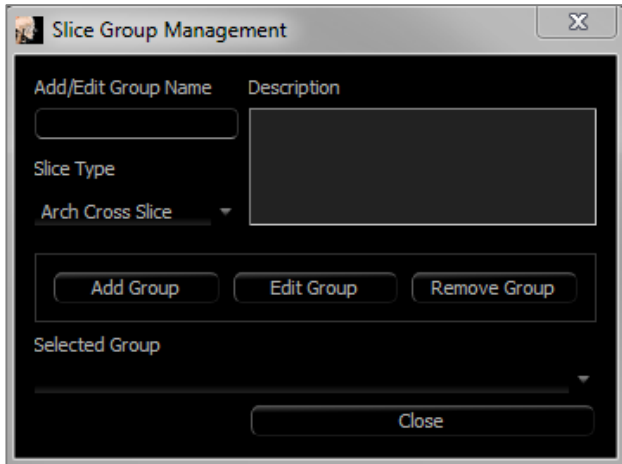 Slice Group Management
Add/Edit Group Name
Description
Slice Type
Arch Cross Slice
Add Group
Edit Group
Remove Group
Selected Group
Close